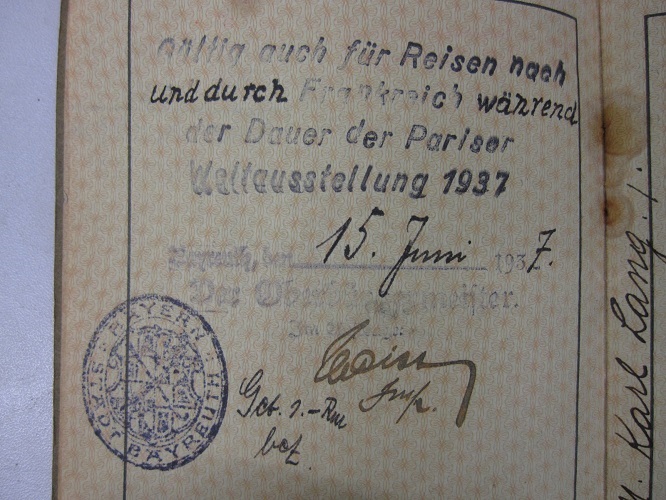 gültig auch für Reisen nach
und durch Frankreich während
der Dauer der Pariser
Weltausstellung 1937
Bayreuth, den 15. Juni 1937.
Der Oberbürgermeister.
Insp.
Geb. 1.-Rm
bez.
BAYERN
STADT BAYREUTH
Karl Lang